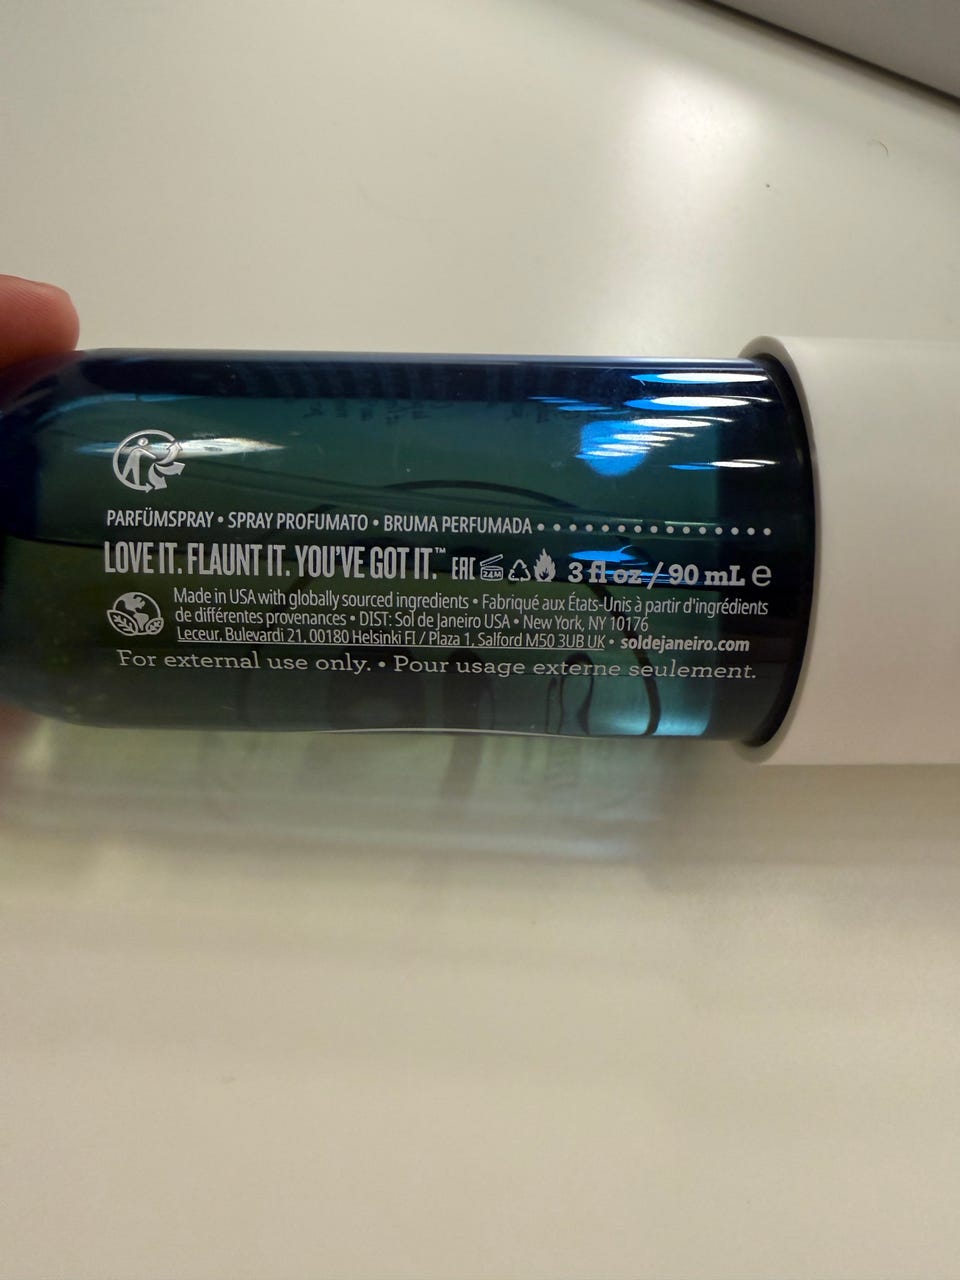 PARFÜMSPRAY • SPRAY PROFUMATO • BRUMA PERFUMADA
LOVE IT. FLAUNT IT. YOU'VE GOT IT.™ EAC 24M 3 fl oz / 90 mL ℮
Made in USA with globally sourced ingredients • Fabriqué aux États-Unis à partir d'ingrédients
de différentes provenances • DIST: Sol de Janeiro USA • New York, NY 10176
Leceur, Bulevardi 21, 00180 Helsinki FI / Plaza 1, Salford M50 3UB UK • soldejaneiro.com
For external use only. • Pour usage externe seulement.